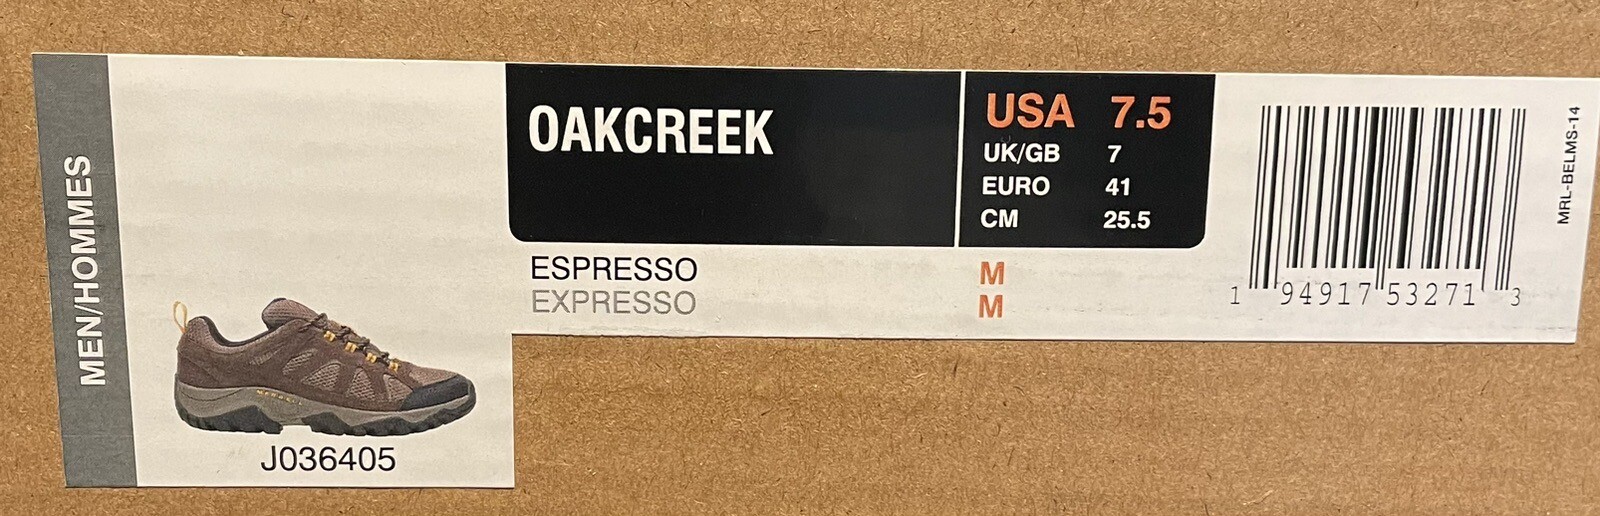 MEN/HOMMES
MERRELL
J036405
OAKCREEK
ESPRESSO
EXPRESSO
USA 7.5
UK/GB 7
EURO 41
CM 25.5
M
M
1 94917 53271 3
MRL-BELMS-14